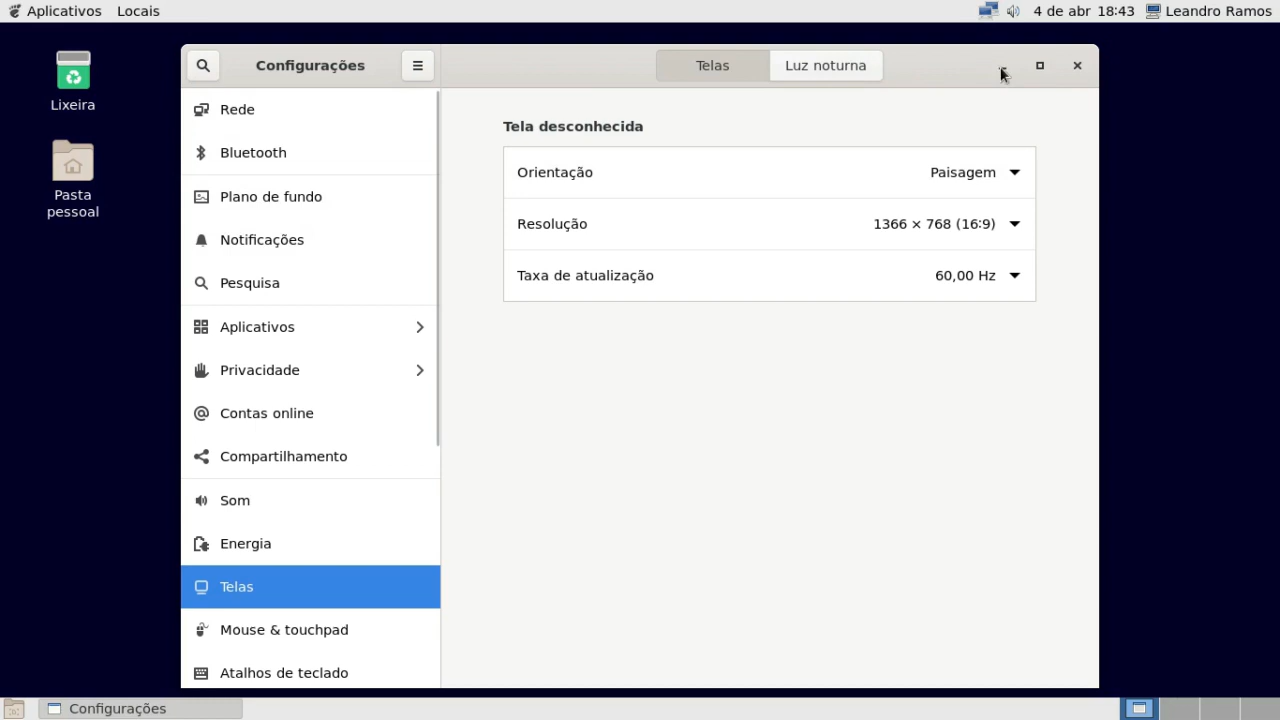 Aplicativos
Locais
4 de abr 18:43
Leandro Ramos
Lixeira
Pasta
pessoal
Configurações
Telas
Luz noturna
Rede
Bluetooth
Plano de fundo
Notificações
Pesquisa
Aplicativos
Privacidade
Contas online
Compartilhamento
Som
Energia
Telas
Mouse & touchpad
Atalhos de teclado
Tela desconhecida
Orientação
Paisagem
Resolução
1366 × 768 (16:9)
Taxa de atualização
60,00 Hz
Configurações